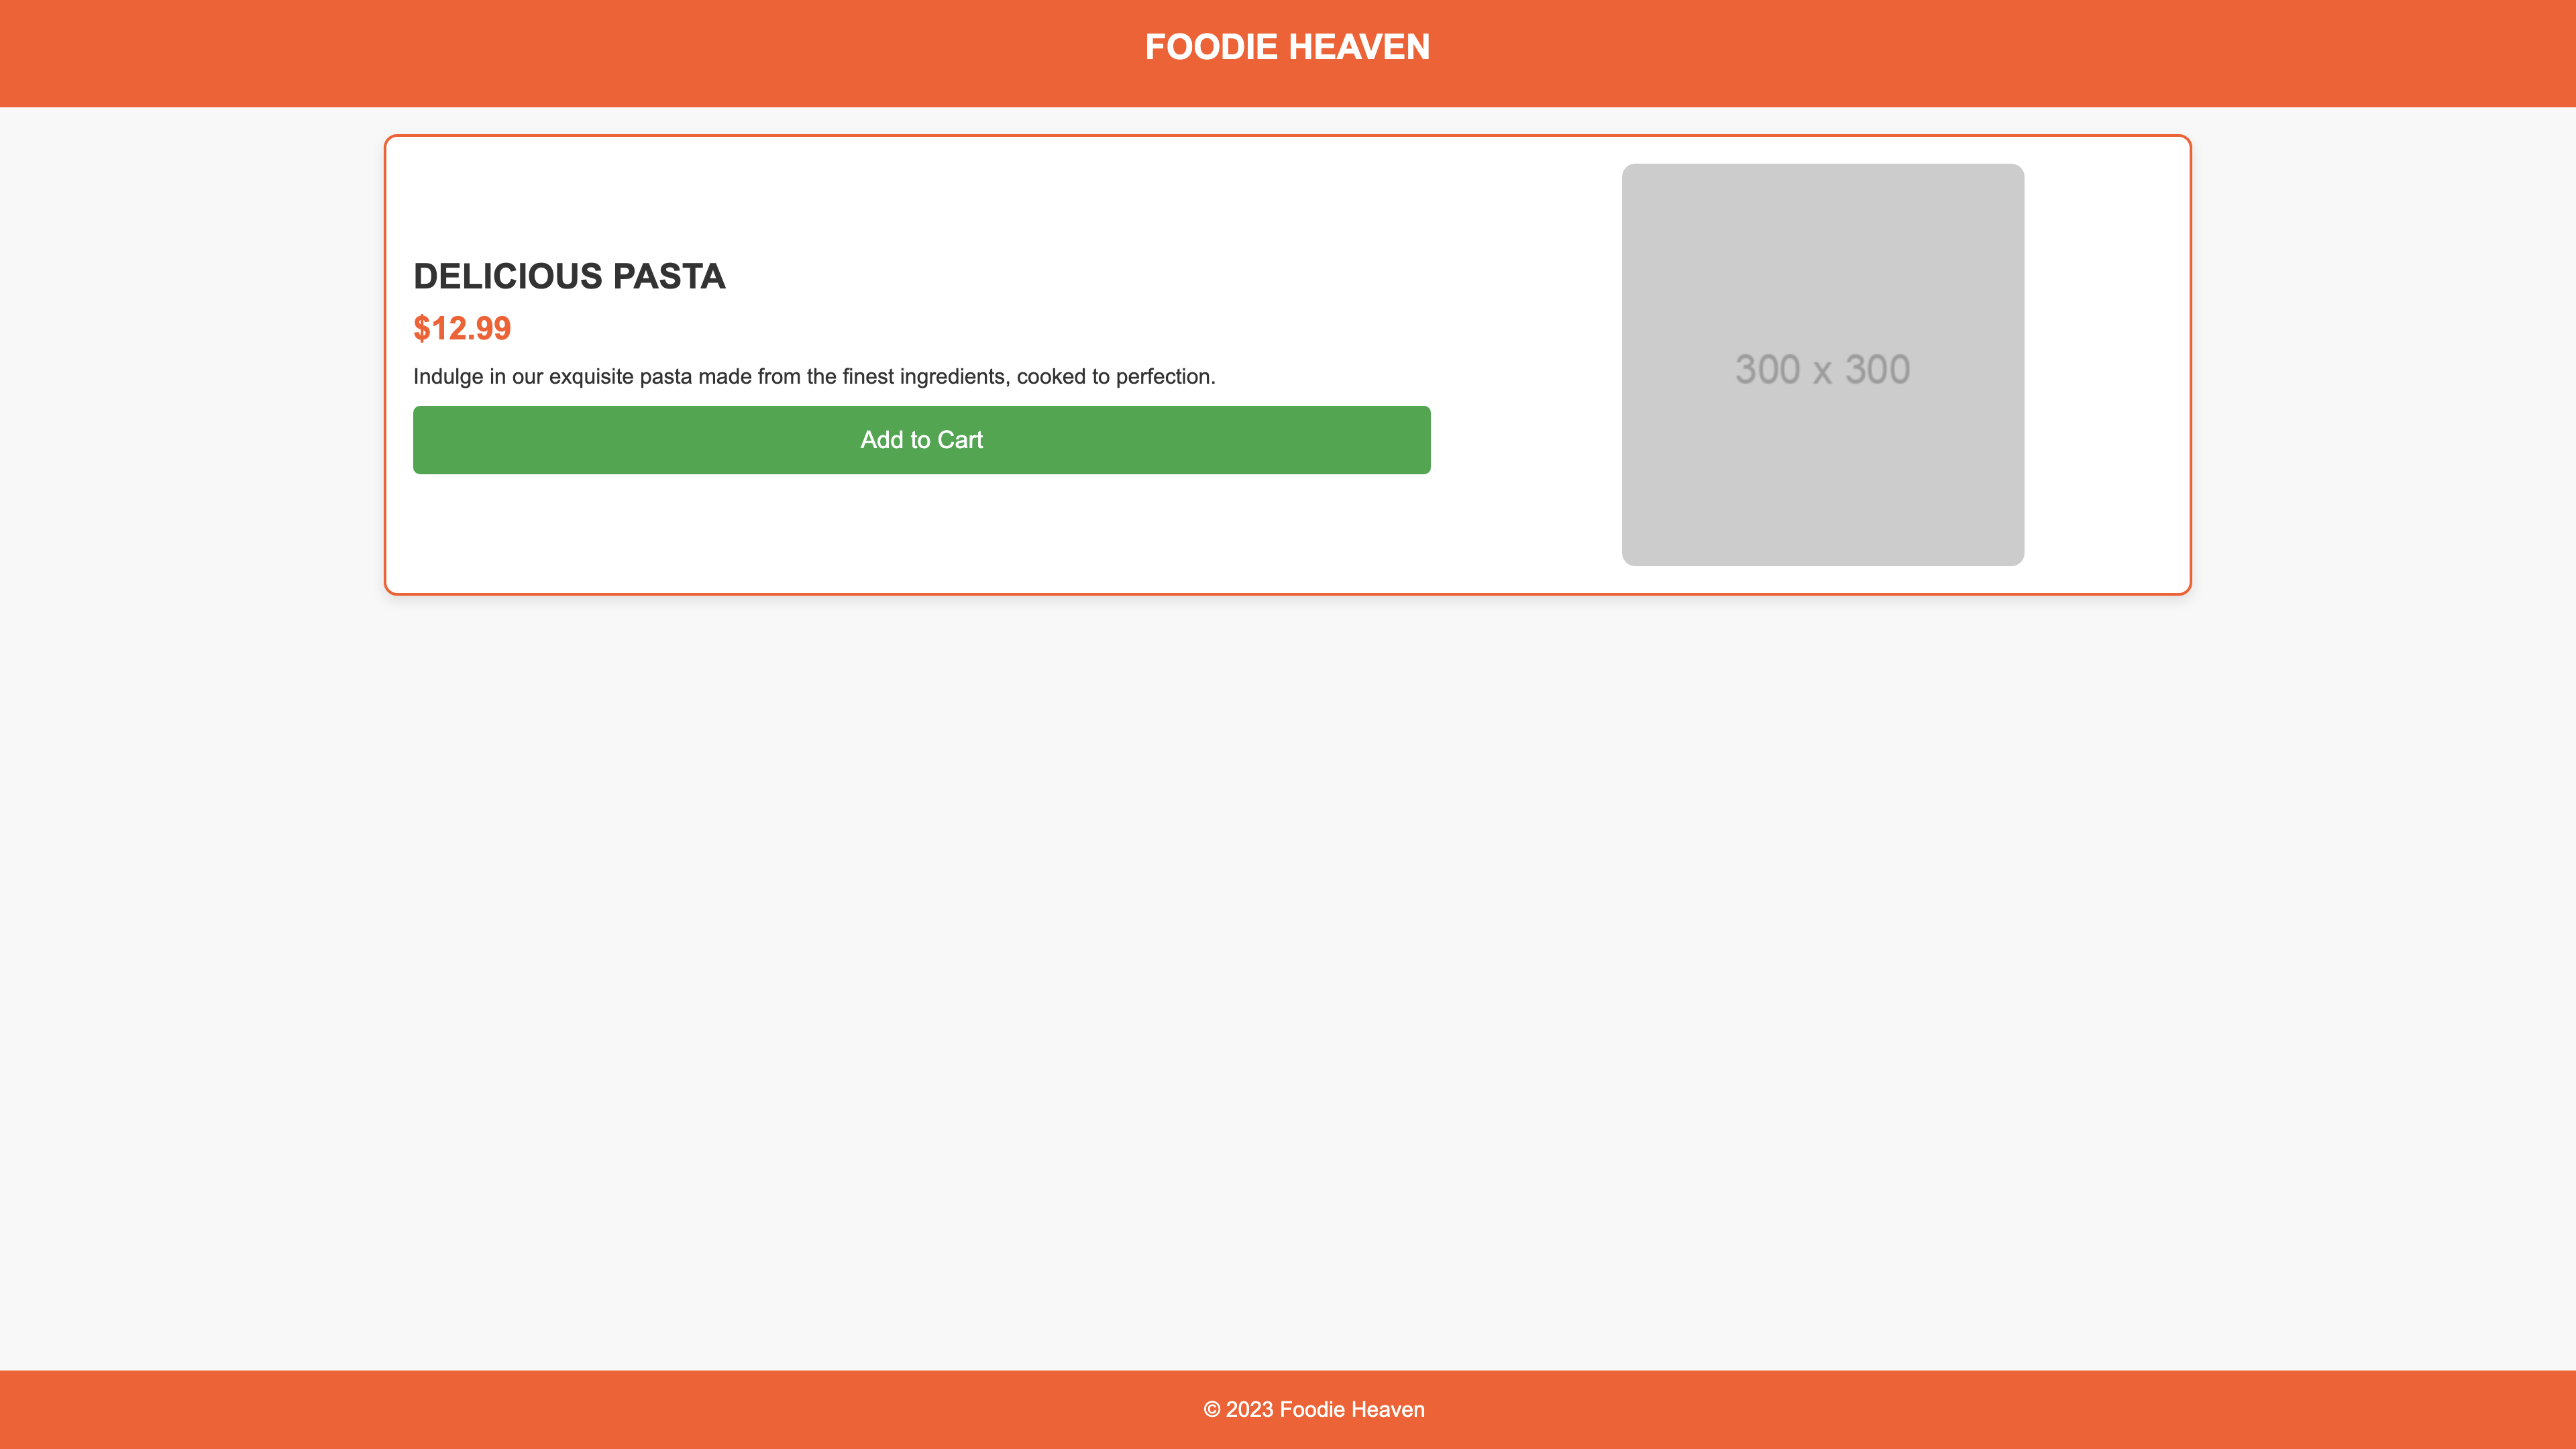 FOODIE HEAVEN
DELICIOUS PASTA
$12.99
Indulge in our exquisite pasta made from the finest ingredients, cooked to perfection.
Add to Cart
300 x 300
© 2023 Foodie Heaven